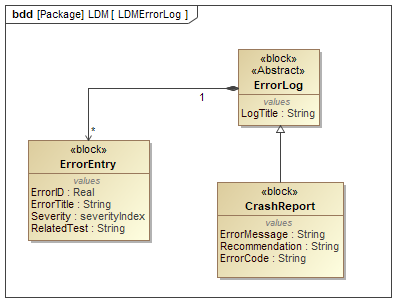 bdd [Package] LDM [ LDMErrorLog ]
«block»
«Abstract»
ErrorLog
values
LogTitle : String
1
*
«block»
ErrorEntry
values
ErrorID : Real
ErrorTitle : String
Severity : severityIndex
RelatedTest : String
«block»
CrashReport
values
ErrorMessage : String
Recommendation : String
ErrorCode : String